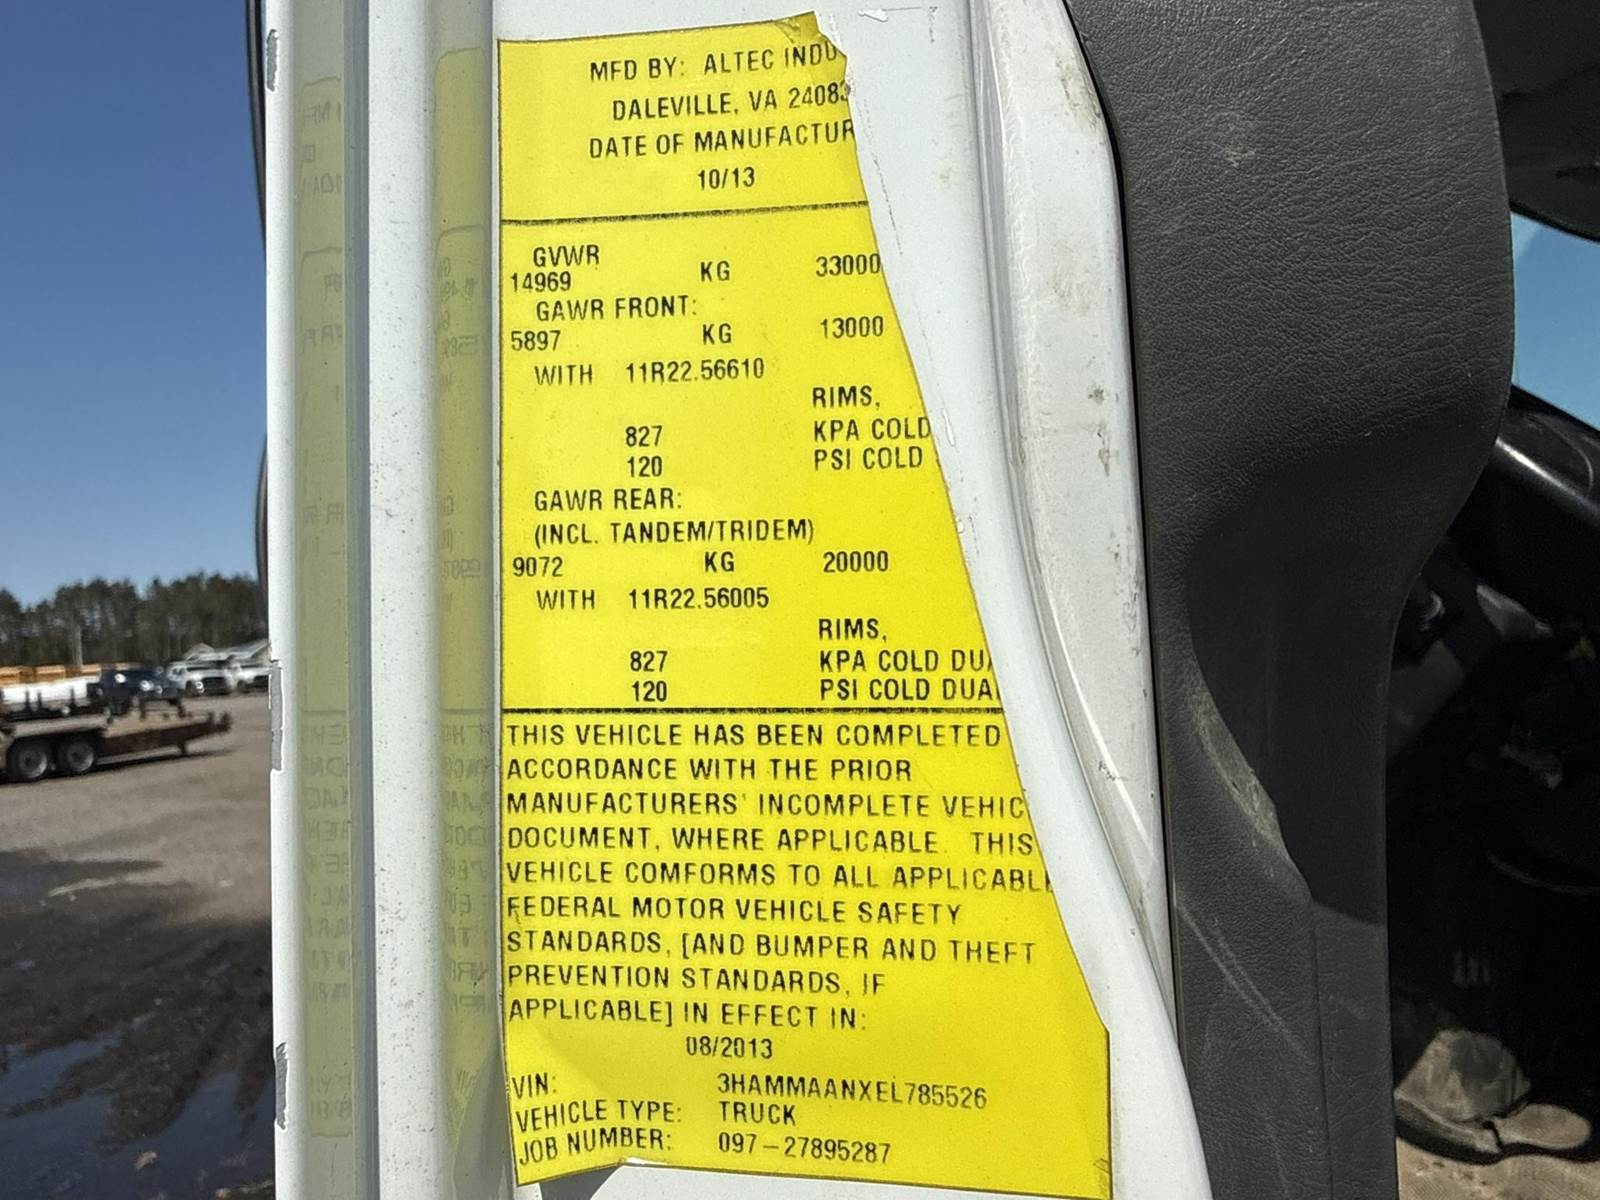 MFD BY: ALTEC INDU
DALEVILLE, VA 24083
DATE OF MANUFACTUR
10/13
GVWR
14969 KG 33000
GAWR FRONT:
5897 KG 13000
WITH 11R22.56610
RIMS,
827 KPA COLD
120 PSI COLD
GAWR REAR:
(INCL. TANDEM/TRIDEM)
9072 KG 20000
WITH 11R22.56005
RIMS,
827 KPA COLD DU
120 PSI COLD DUA
THIS VEHICLE HAS BEEN COMPLETED
ACCORDANCE WITH THE PRIOR
MANUFACTURERS' INCOMPLETE VEHIC
DOCUMENT, WHERE APPLICABLE. THIS
VEHICLE COMFORMS TO ALL APPLICABL
FEDERAL MOTOR VEHICLE SAFETY
STANDARDS, [AND BUMPER AND THEFT
PREVENTION STANDARDS, IF
APPLICABLE] IN EFFECT IN:
08/2013
VIN: 3HAMMAANXEL785526
VEHICLE TYPE: TRUCK
JOB NUMBER: 097-27895287